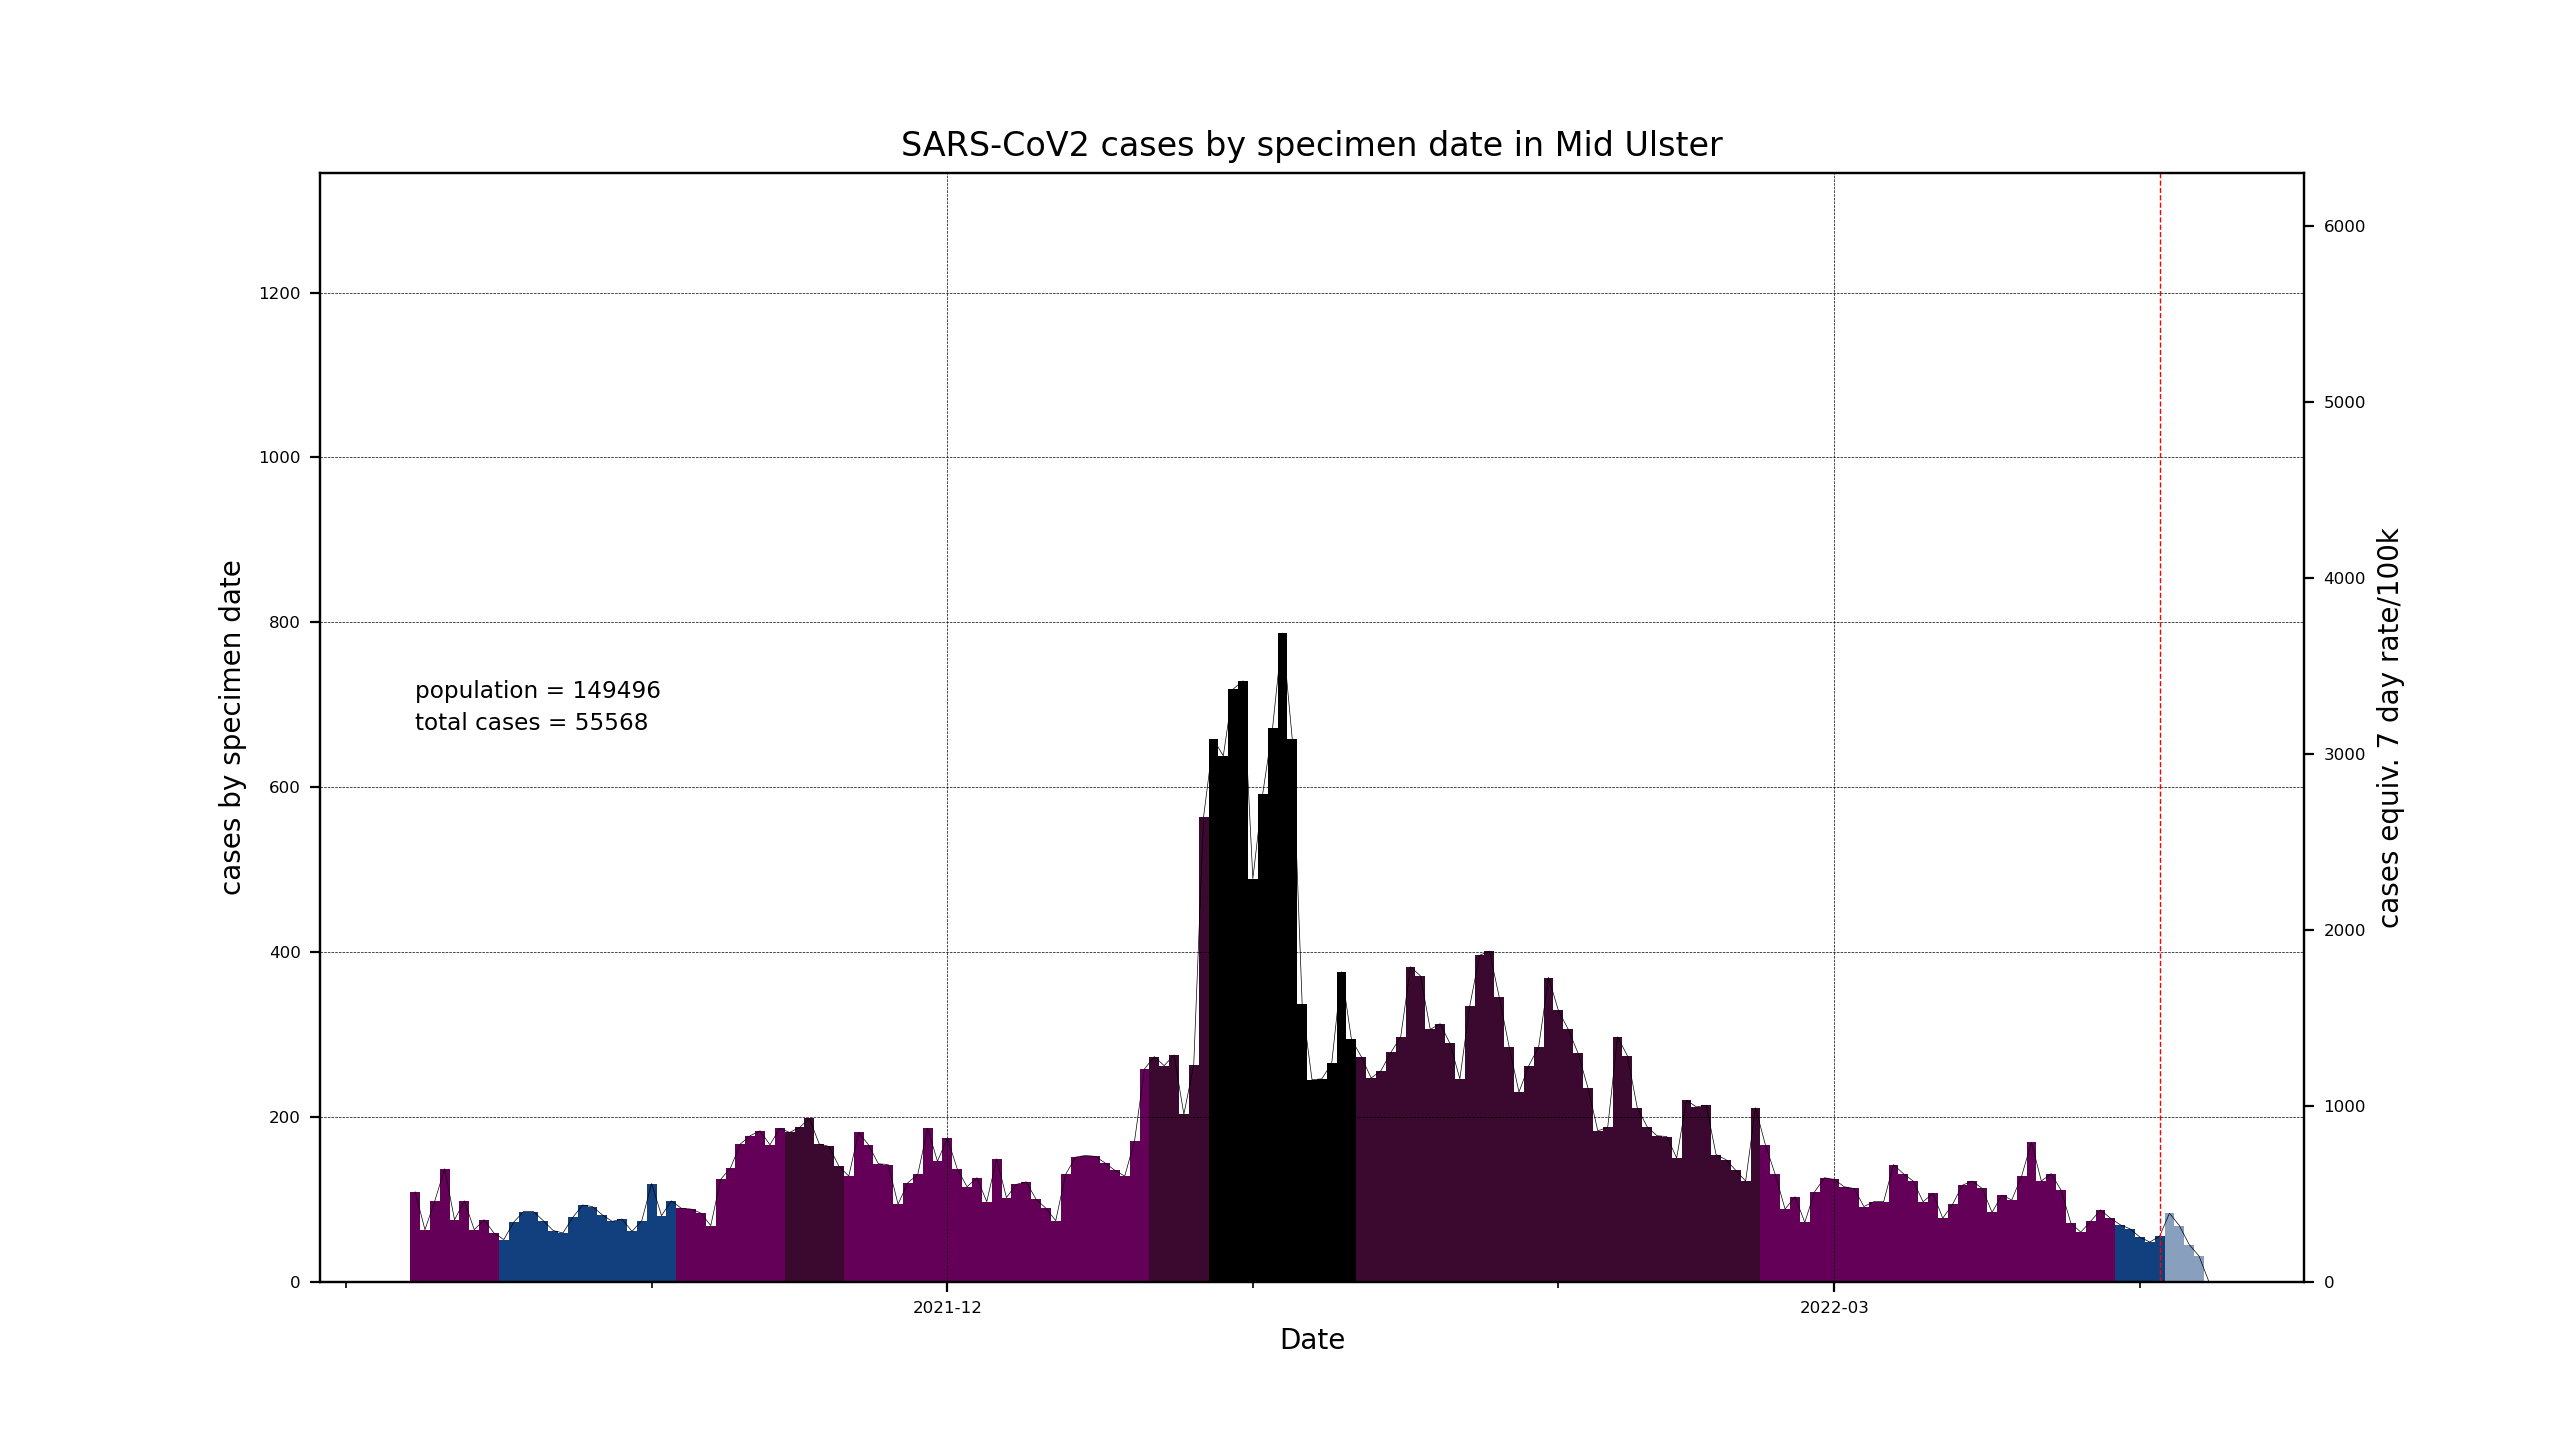 SARS-CoV2 cases by specimen date in Mid Ulster
cases by specimen date
1200
1000
800
600
400
200
0
population = 149496
total cases = 55568
6000
5000
4000
3000
2000
1000
0
cases equiv. 7 day rate/100k
2021-12
2022-03
Date